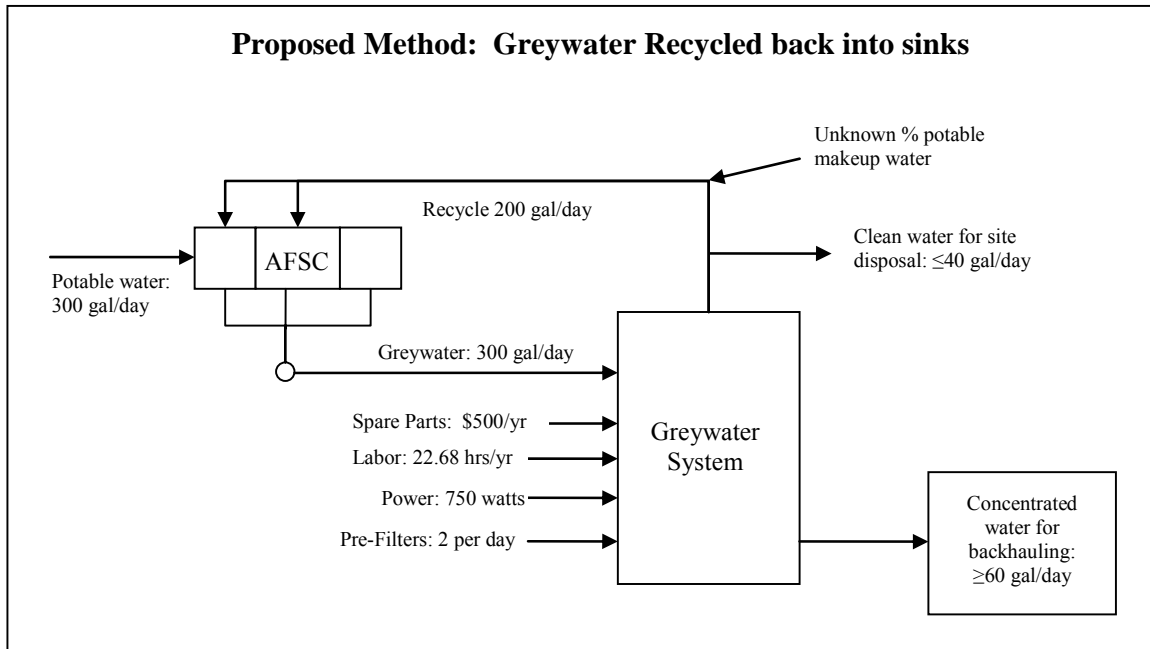 Proposed Method:  Greywater Recycled back into sinks
Unknown % potable
makeup water
Recycle 200 gal/day
AFSC
Clean water for site
disposal: ≤40 gal/day
Potable water:
300 gal/day
Greywater: 300 gal/day
Spare Parts:  $500/yr
Labor: 22.68 hrs/yr
Power: 750 watts
Pre-Filters: 2 per day
Greywater
System
Concentrated
water for
backhauling:
≥60 gal/day